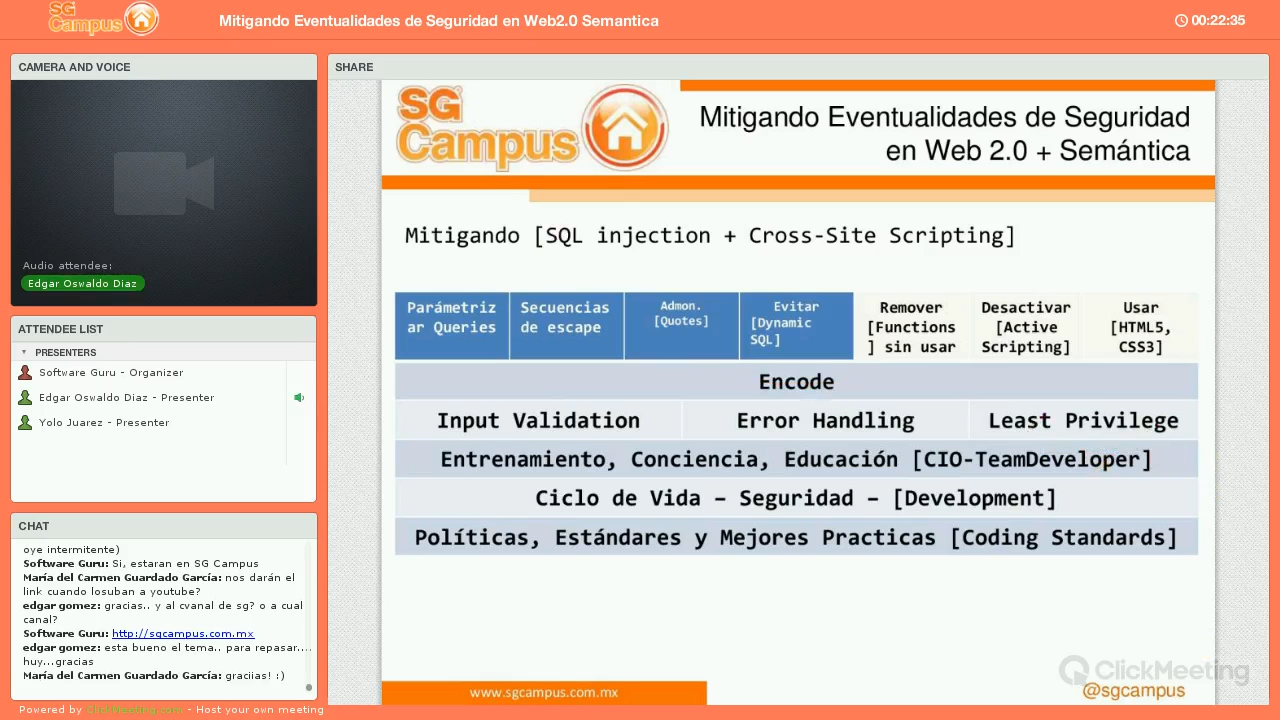 SG
Campus
Mitigando Eventualidades de Seguridad en Web2.0 Semantica
00:22:35
CAMERA AND VOICE
Audio attendee:
Edgar Oswaldo Diaz
ATTENDEE LIST
PRESENTERS
Software Guru - Organizer
Edgar Oswaldo Diaz - Presenter
Yolo Juarez - Presenter
CHAT
oye intermitente)
Software Guru: Si, estaran en SG Campus
María del Carmen Guardado García: nos darán el
link cuando losuban a youtube?
edgar gomez: gracias.. y al cvanal de sg? o a cual
canal?
Software Guru: http://sgcampus.com.mx
edgar gomez: esta bueno el tema.. para repasar....
huy...gracias
María del Carmen Guardado García: graciias! :)
Powered by ClickMeeting.com - Host your own meeting
SHARE
SG
Campus
Mitigando Eventualidades de Seguridad
en Web 2.0 + Semántica
Mitigando [SQL injection + Cross-Site Scripting]
Parámetriz
ar Queries
Secuencias
de escape
Admon.
[Quotes]
Evitar
[Dynamic
SQL]
Remover
[Functions
] sin usar
Desactivar
[Active
Scripting]
Usar
[HTML5,
CSS3]
Encode
Input Validation
Error Handling
Least Privilege
Entrenamiento, Conciencia, Educación [CIO-TeamDeveloper]
Ciclo de Vida – Seguridad – [Development]
Políticas, Estándares y Mejores Practicas [Coding Standards]
www.sgcampus.com.mx
ClickMeeting
@sgcampus